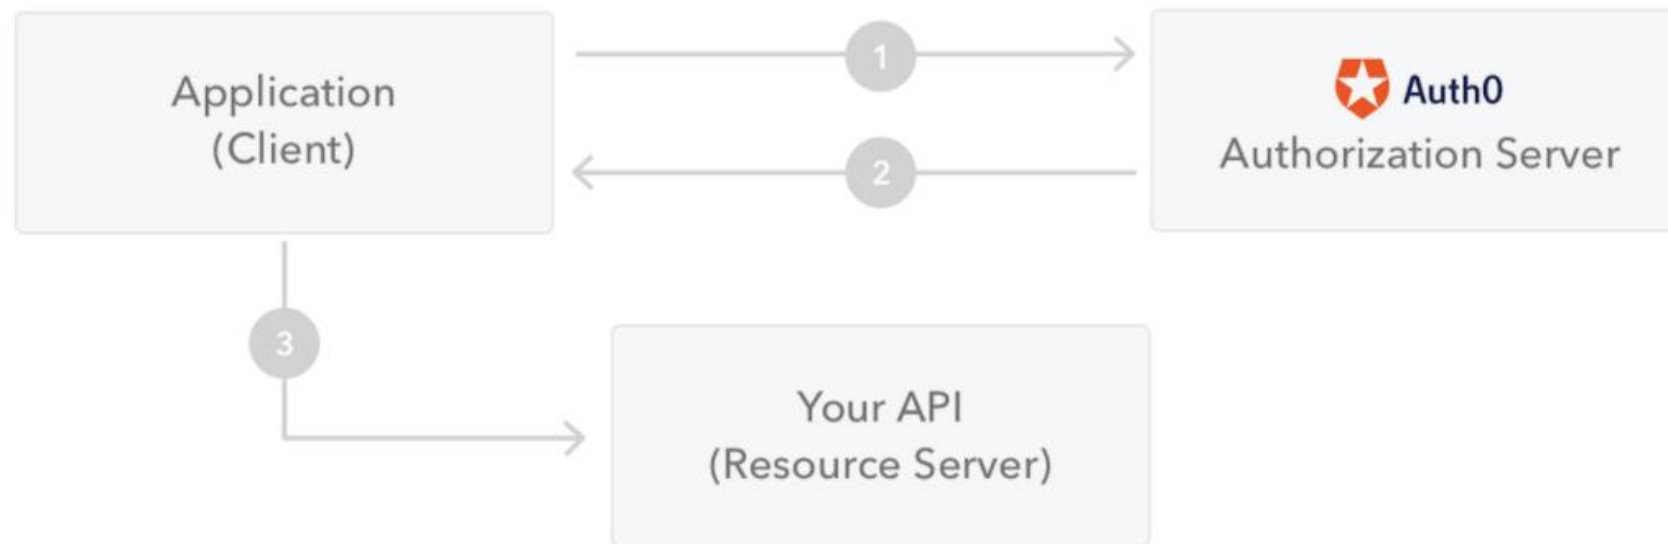 Application
(Client)
1
Auth0
Authorization Server
2
3
Your API
(Resource Server)